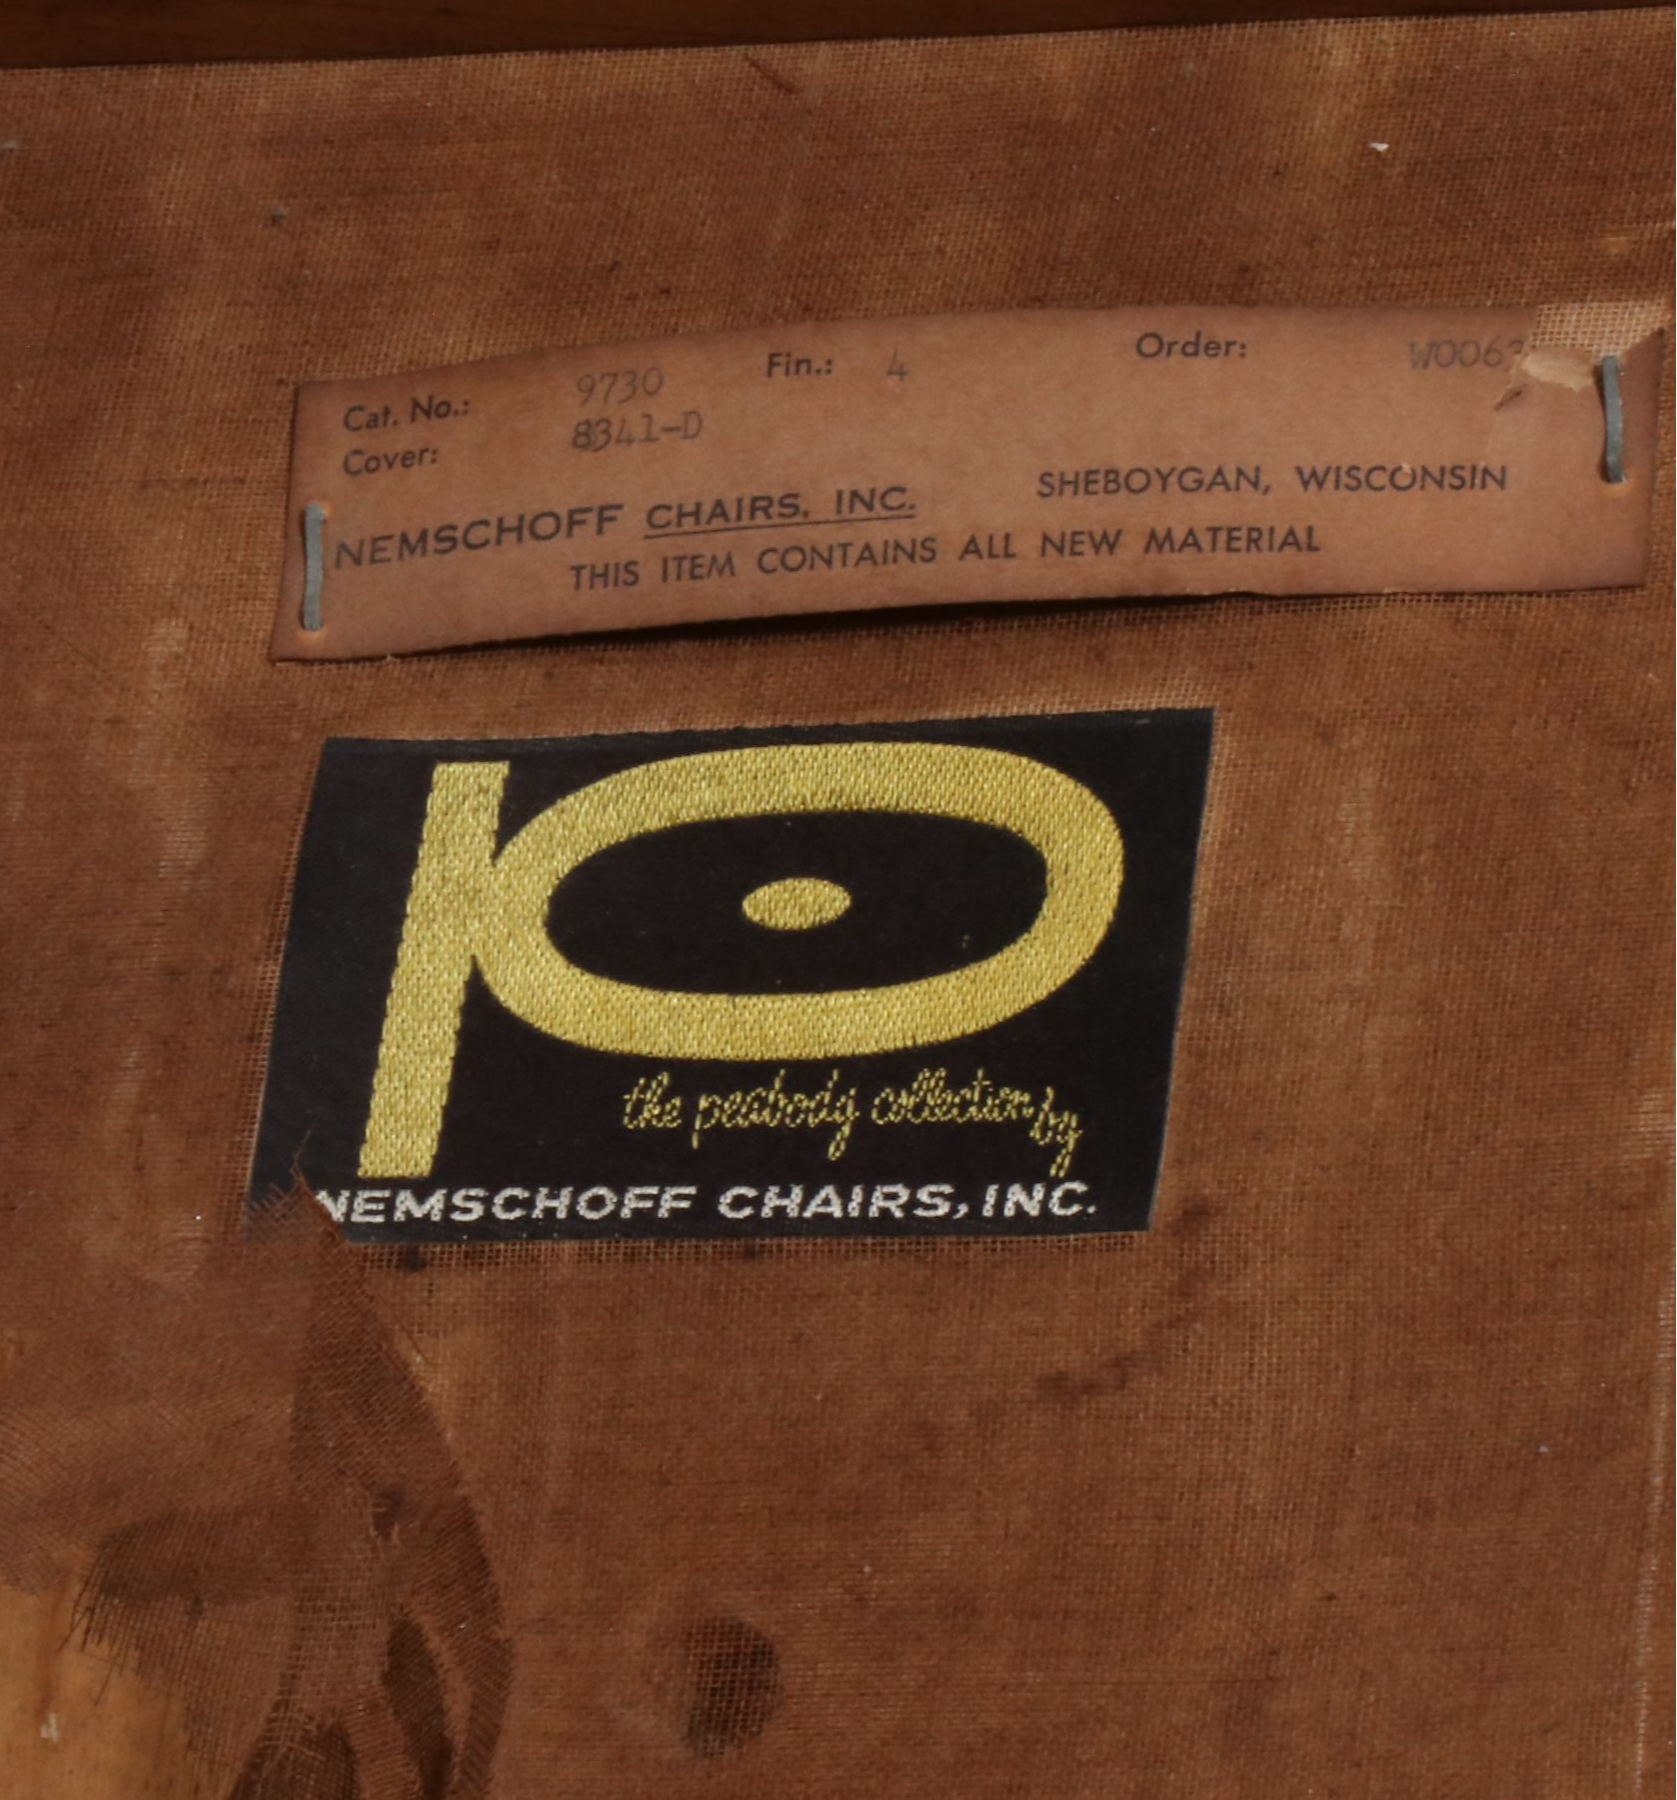 Cat. No.: 9730 Fin.: 4 Order: W0063
Cover: 8341-D
NEMSCHOFF CHAIRS, INC. SHEBOYGAN, WISCONSIN
THIS ITEM CONTAINS ALL NEW MATERIAL
P
the peabody collection by
NEMSCHOFF CHAIRS, INC.